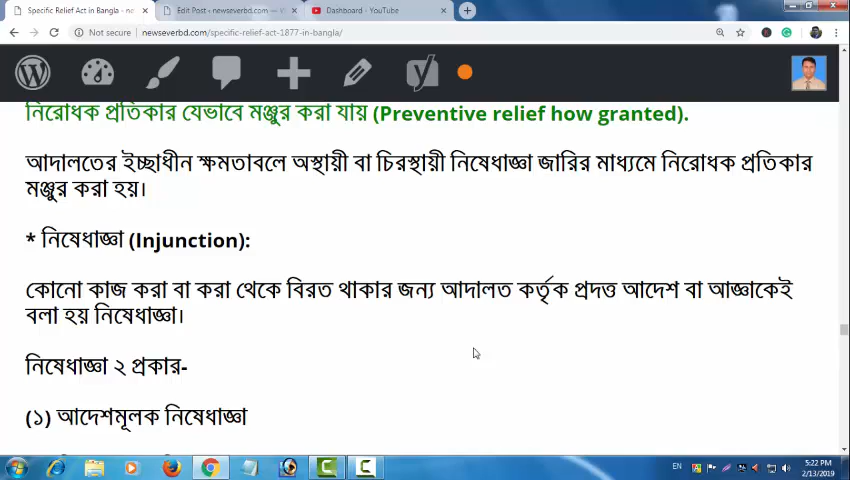 Specific Relief Act in Bangla - ne
Edit Post ‹ newseverbd.com — W
Dashboard - YouTube
Not secure | newseverbd.com/specific-relief-act-1877-in-bangla/
নিরোধক প্রতিকার যেভাবে মঞ্জুর করা যায় (Preventive relief how granted).
আদালতের ইচ্ছাধীন ক্ষমতাবলে অস্থায়ী বা চিরস্থায়ী নিষেধাজ্ঞা জারির মাধ্যমে নিরোধক প্রতিকার
মঞ্জুর করা হয়।
* নিষেধাজ্ঞা (Injunction):
কোনো কাজ করা বা করা থেকে বিরত থাকার জন্য আদালত কর্তৃক প্রদত্ত আদেশ বা আজ্ঞাকেই
বলা হয় নিষেধাজ্ঞা।
নিষেধাজ্ঞা ২ প্রকার-
(১) আদেশমূলক নিষেধাজ্ঞা
EN
5:22 PM
2/13/2019